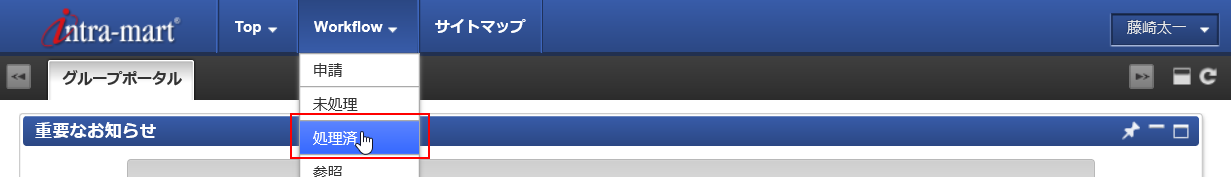 intra-mart®
Top
Workflow
サイトマップ
藤崎太一
グループポータル
申請
未処理
処理済
参照
重要なお知らせ